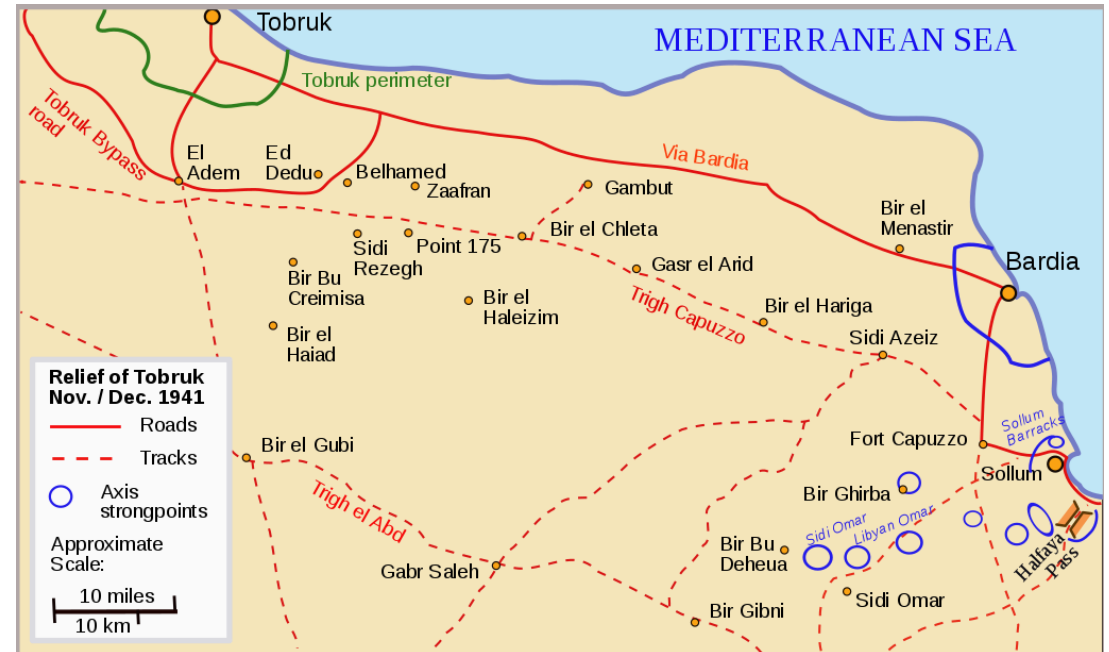 Tobruk
MEDITERRANEAN SEA
Tobruk perimeter
Tobruk Bypass
road
El
Adem
Ed
Dedu
Belhamed
Zaafran
Via Bardia
Gambut
Bir el
Menastir
Bardia
Sidi
Rezegh
Point 175
Bir el Chleta
Gasr el Arid
Bir Bu
Creimisa
Bir el
Haleizim
Trigh Capuzzo
Bir el Hariga
Bir el
Haiad
Sidi Azeiz
Relief of Tobruk
Nov. / Dec. 1941
Roads
Tracks
Axis
strongpoints
Approximate
Scale:
10 miles
10 km
Bir el Gubi
Trigh el Abd
Gabr Saleh
Fort Capuzzo
Sollum
Barracks
Sollum
Bir Ghirba
Sidi Omar
Libyan Omar
Bir Bu
Deheua
Halfaya
Pass
Sidi Omar
Bir Gibni